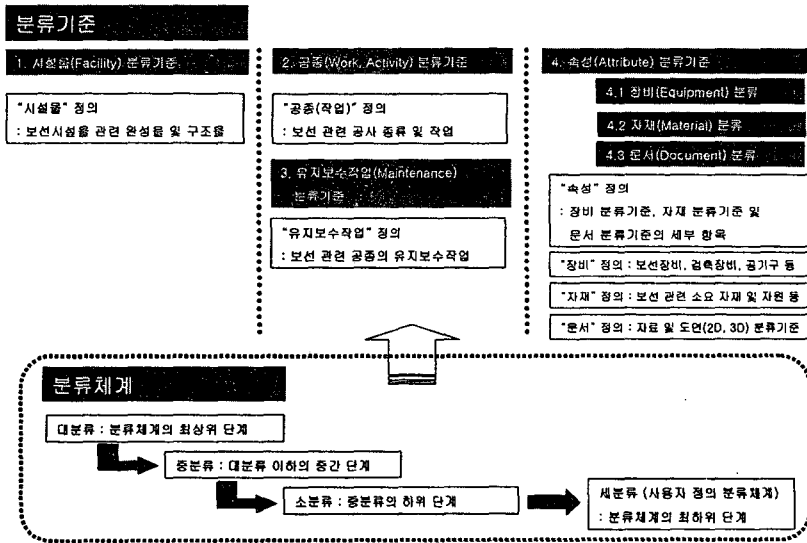 분류기준
1. 시설물(Facility) 분류기준
"시설물" 정의
: 보선시설물 관련 완성물 및 구조물
2. 공종(Work, Activity) 분류기준
"공종(작업)" 정의
: 보선 관련 공사 종류 및 작업
3. 유지보수작업(Maintenance)
분류기준
"유지보수작업" 정의
: 보선 관련 공종의 유지보수작업
4. 속성(Attribute) 분류기준
4.1 장비(Equipment) 분류
4.2 자재(Material) 분류
4.3 문서(Document) 분류
"속성" 정의
: 장비 분류기준, 자재 분류기준 및
문서 분류기준의 세부 항목
"장비" 정의 : 보선장비, 검측장비, 공기구 등
"자재" 정의 : 보선 관련 소요 자재 및 자원 등
"문서" 정의 : 자료 및 도면(2D, 3D) 분류기준
분류체계
대분류 : 분류체계의 최상위 단계
중분류 : 대분류 이하의 중간 단계
소분류 : 중분류의 하위 단계
세분류 (사용자 정의 분류체계)
: 분류체계의 최하위 단계